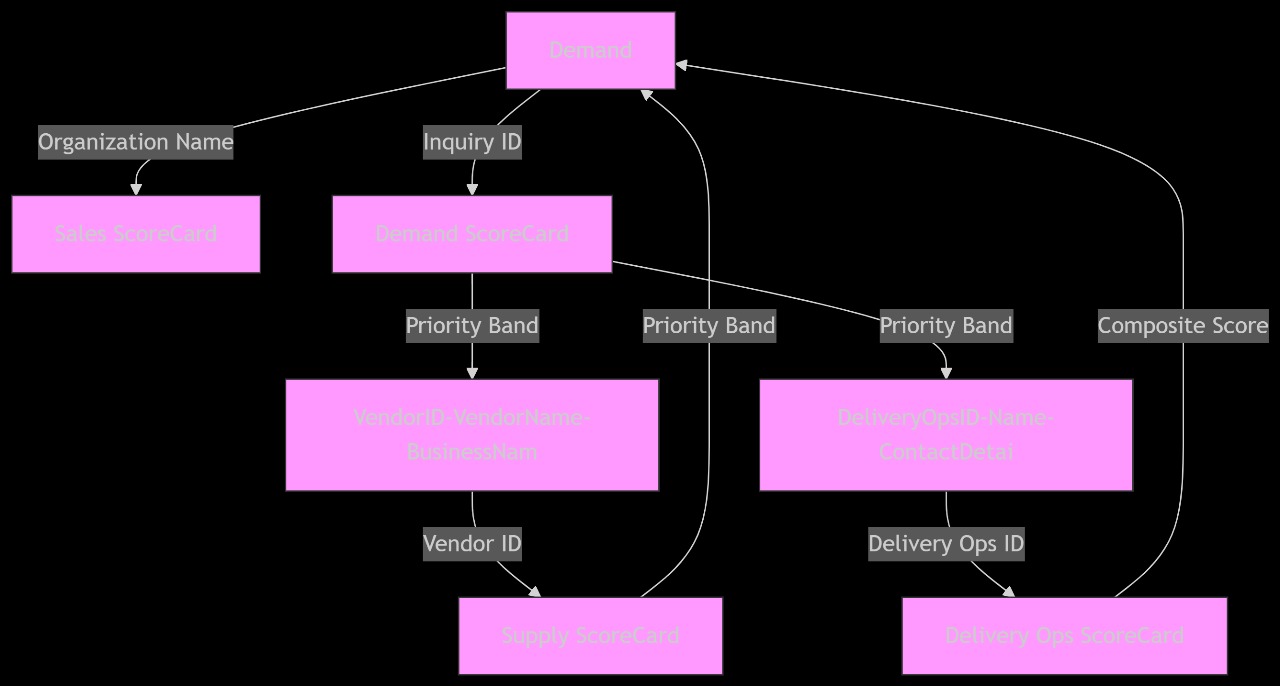 Demand
Organization Name
Inquiry ID
Sales ScoreCard
Demand ScoreCard
Priority Band
Priority Band
Priority Band
Composite Score
VendorID-VendorName-
BusinessNam
DeliveryOpsID-Name-
ContactDetai
Vendor ID
Delivery Ops ID
Supply ScoreCard
Delivery Ops ScoreCard